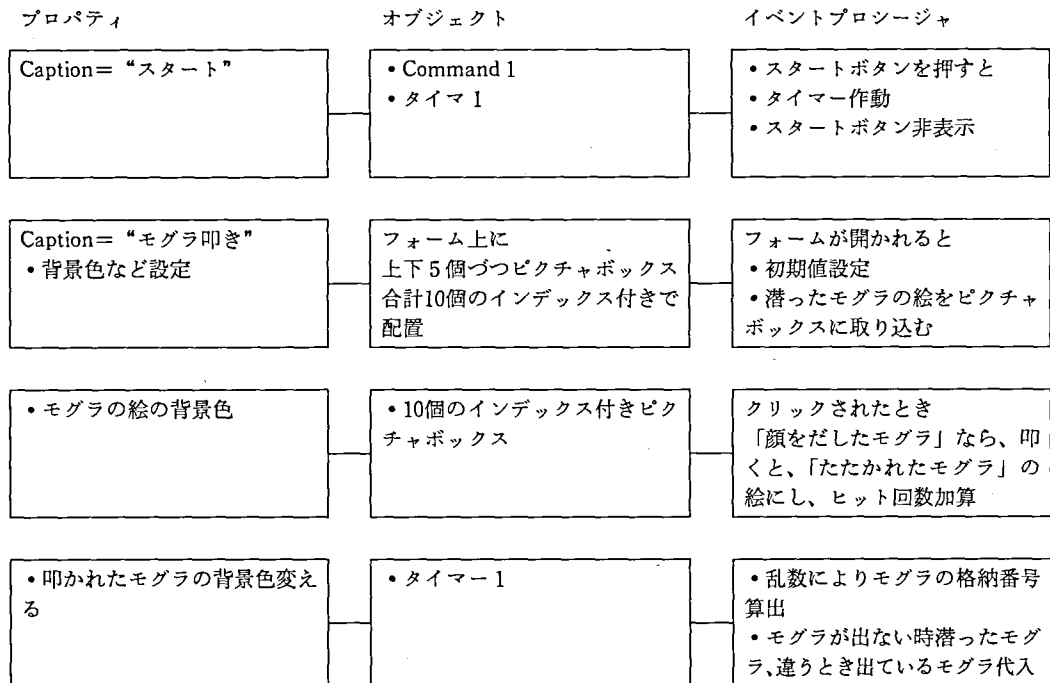 プロパティ
オブジェクト
イベントプロシージャ
Caption＝“スタート”
• Command 1
• タイマ 1
• スタートボタンを押すと
• タイマー作動
• スタートボタン非表示
Caption＝“モグラ叩き”
• 背景色など設定
フォーム上に
上下５個づつピクチャボックス
合計10個のインデックス付きで
配置
フォームが開かれると
• 初期値設定
• 潜ったモグラの絵をピクチャ
ボックスに取り込む
• モグラの絵の背景色
• 10個のインデックス付きピク
チャボックス
クリックされたとき
「顔をだしたモグラ」なら、叩
くと、「たたかれたモグラ」の
絵にし、ヒット回数加算
• 叩かれたモグラの背景色変え
る
• タイマー 1
• 乱数によりモグラの格納番号
算出
• モグラが出ない時潜ったモグ
ラ、違うとき出ているモグラ代入